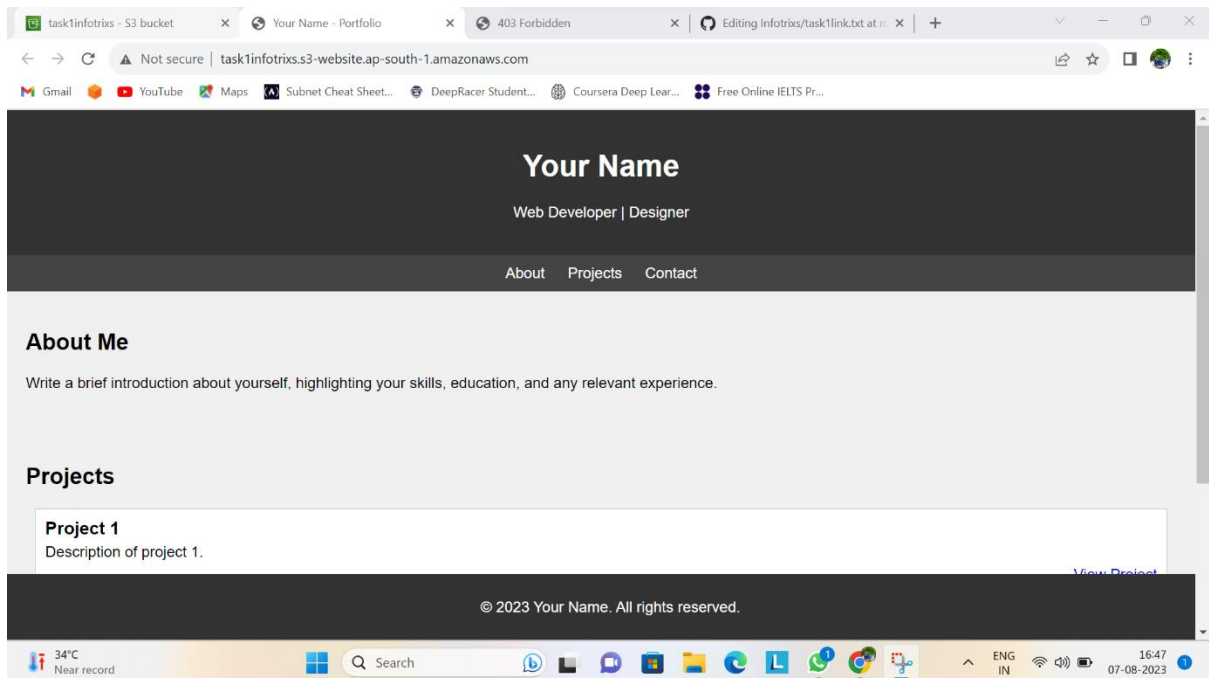 task1infotrixs - S3 bucket
Your Name - Portfolio
403 Forbidden
Editing Infotrixs/task1link.txt at
Not secure | task1infotrixs.s3-website.ap-south-1.amazonaws.com
Gmail
YouTube
Maps
Subnet Cheat Sheet...
DeepRacer Student...
Coursera Deep Lear...
Free Online IELTS Pr...
Your Name
Web Developer | Designer
About Projects Contact
About Me
Write a brief introduction about yourself, highlighting your skills, education, and any relevant experience.
Projects
Project 1
Description of project 1.
View Project
© 2023 Your Name. All rights reserved.
34°C
Near record
Search
ENG
IN
16:47
07-08-2023
1